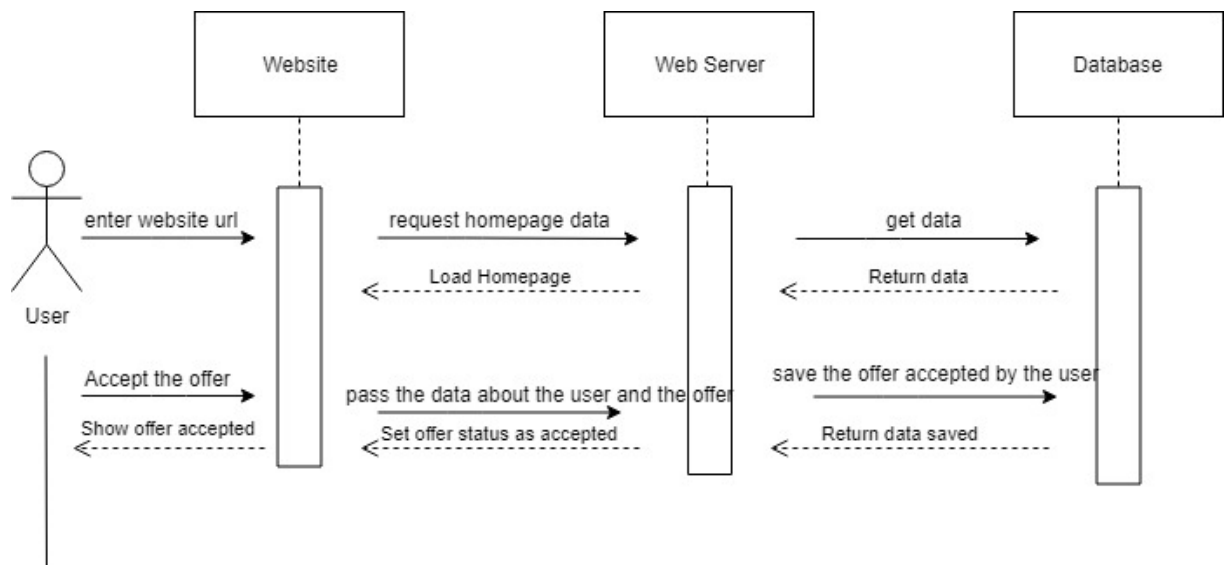 Website
Web Server
Database
enter website url
request homepage data
get data
Load Homepage
Return data
User
Accept the offer
pass the data about the user and the offer
save the offer accepted by the user
Show offer accepted
Set offer status as accepted
Return data saved